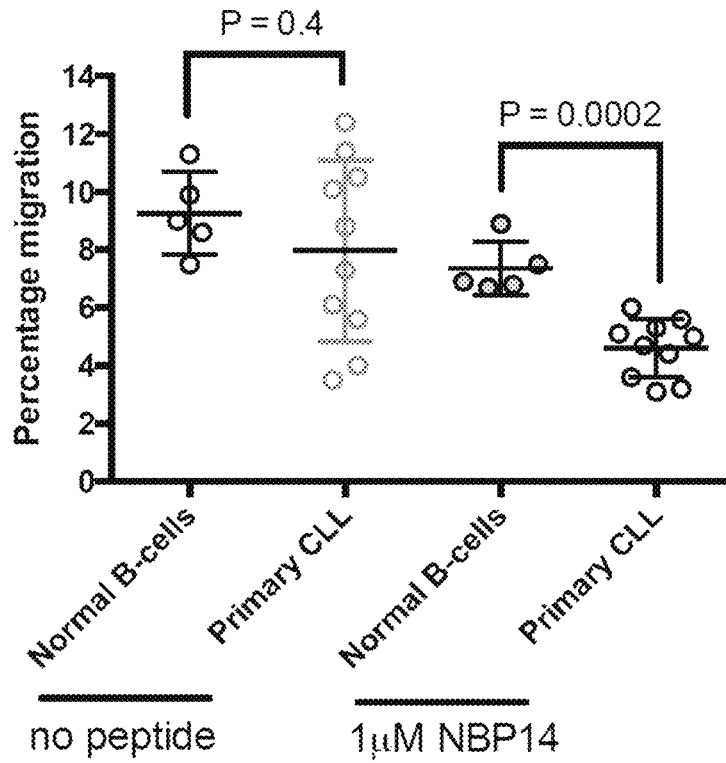 P = 0.4
P = 0.0002
Percentage migration
14
12
10
8
6
4
2
0
Normal B-cells
Primary CLL
Normal B-cells
Primary CLL
no peptide
1μM NBP14